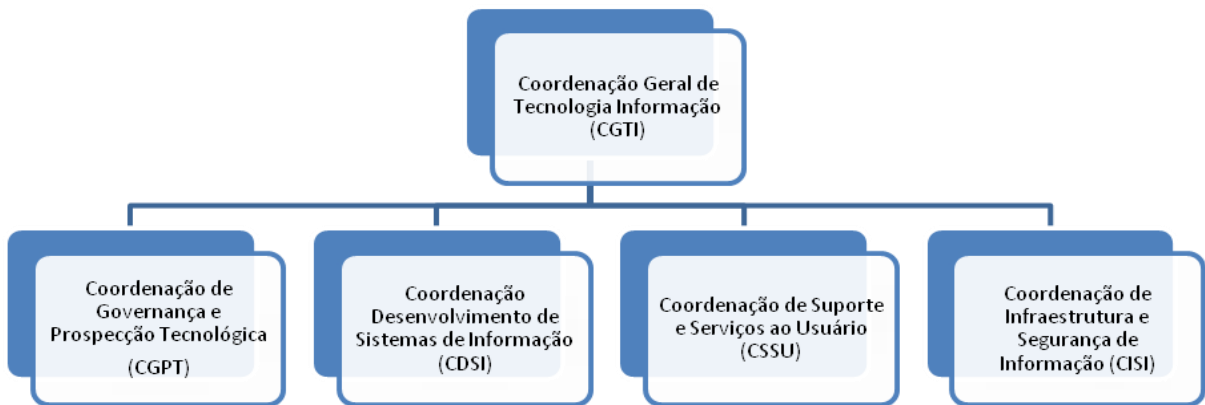 Coordenação Geral de
Tecnologia Informação
(CGTI)
Coordenação de
Governança e
Prospecção Tecnológica
(CGPT)
Coordenação
Desenvolvimento de
Sistemas de Informação
(CDSI)
Coordenação de Suporte
e Serviços ao Usuário
(CSSU)
Coordenação de
Infraestrutura e
Segurança de
Informação (CISI)